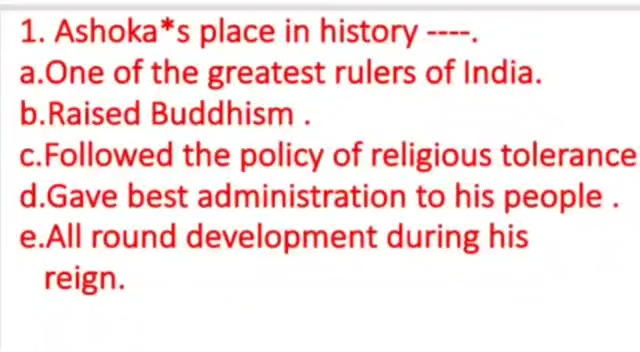 1. Ashoka*s place in history ----.
a.One of the greatest rulers of India.
b.Raised Buddhism .
c.Followed the policy of religious tolerance
d.Gave best administration to his people .
e.All round development during his
reign.